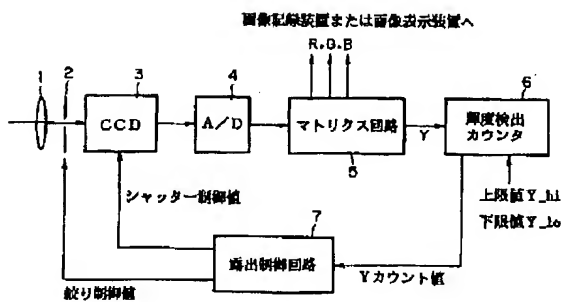 画像記録装置または画像表示装置へ
R.G.B
1
2
3
4
6
CCD
A/D
マトリクス回路
Y
輝度検出
カウンタ
5
シャッター制御値
上限値Y_hi
下限値Y_lo
7
露出制御回路
Yカウント値
絞り制御値